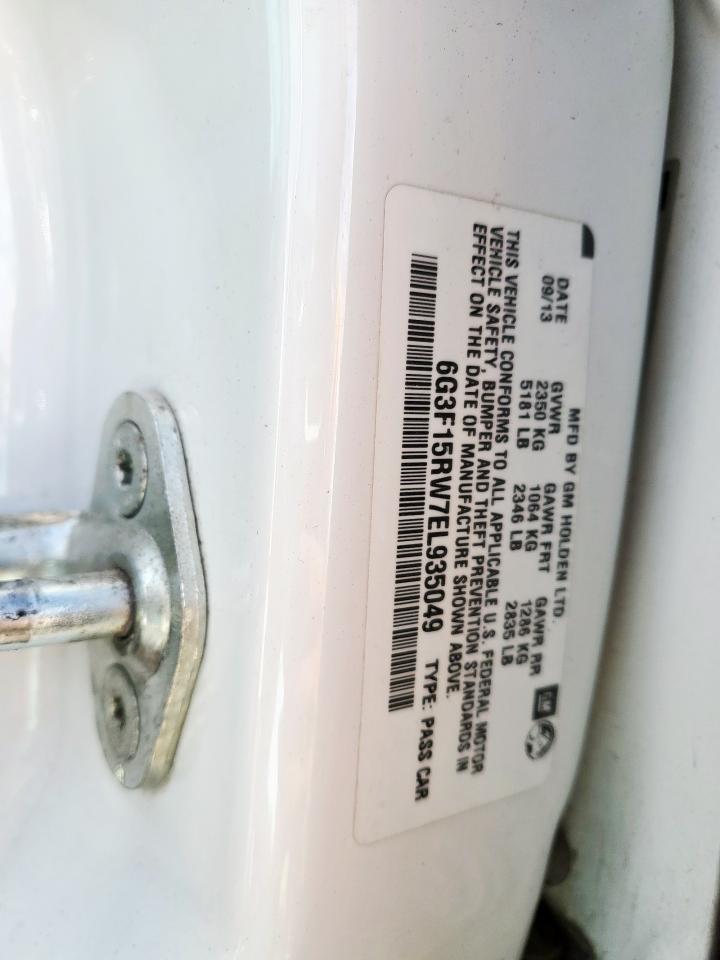 MFD BY GM HOLDEN LTD.
DATE GVWR GAWR FRT GAWR RR
09/13 2350 KG 1064 KG 1286 KG
5181 LB 2346 LB 2835 LB
GM
THIS VEHICLE CONFORMS TO ALL APPLICABLE U.S. FEDERAL MOTOR
VEHICLE SAFETY, BUMPER AND THEFT PREVENTION STANDARDS IN
EFFECT ON THE DATE OF MANUFACTURE SHOWN ABOVE.
6G3F15RW7EL935049 TYPE: PASS CAR